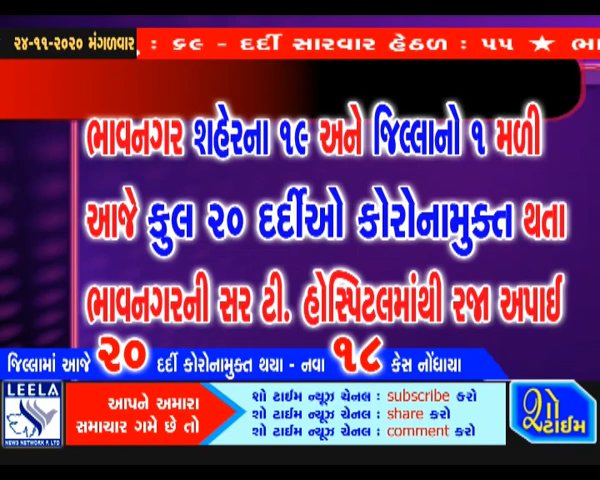 ૨૪-૧૧-૨૦૨૦ મંગળવાર : ૬૯ - દર્દી સારવાર હેઠળ : ૫૫ ★ ભા
ભાવનગર શહેરના ૧૯ અને જિલ્લાનો ૧ મળી
આજે કુલ ૨૦ દર્દીઓ કોરોનામુક્ત થતા
ભાવનગરની સર ટી. હોસ્પિટલમાંથી રજા અપાઈ
જિલ્લામાં આજે ૨૦ દર્દી કોરોનામુક્ત થયા - નવા ૧૮ કેસ નોંધાયા
LEELA
NEWS NETWORK P. LTD
આપને અમારા
સમાચાર ગમે છે તો
શો ટાઈમ ન્યૂઝ ચેનલ : subscribe કરો
શો ટાઈમ ન્યૂઝ ચેનલ : share કરો
શો ટાઈમ ન્યૂઝ ચેનલ : comment કરો
શો
ટાઈમ